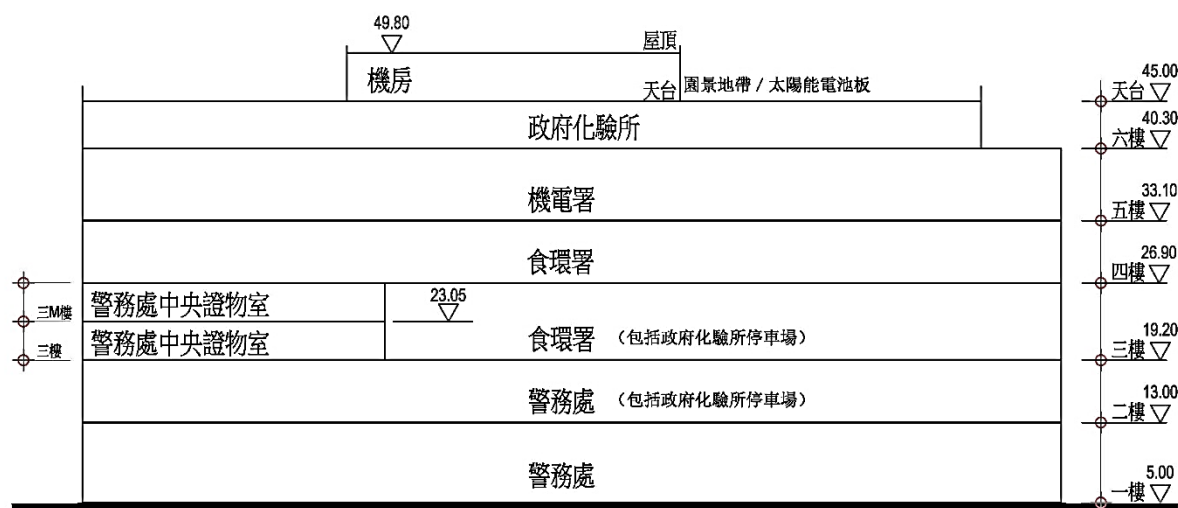 49.80
屋頂
機房
天台
園景地帶 / 太陽能電池板
45.00
天台
政府化驗所
40.30
六樓
機電署
33.10
五樓
食環署
26.90
四樓
警務處中央證物室
23.05
三M樓
警務處中央證物室
食環署 (包括政府化驗所停車場)
19.20
三樓
三樓
警務處 (包括政府化驗所停車場)
13.00
二樓
警務處
5.00
一樓